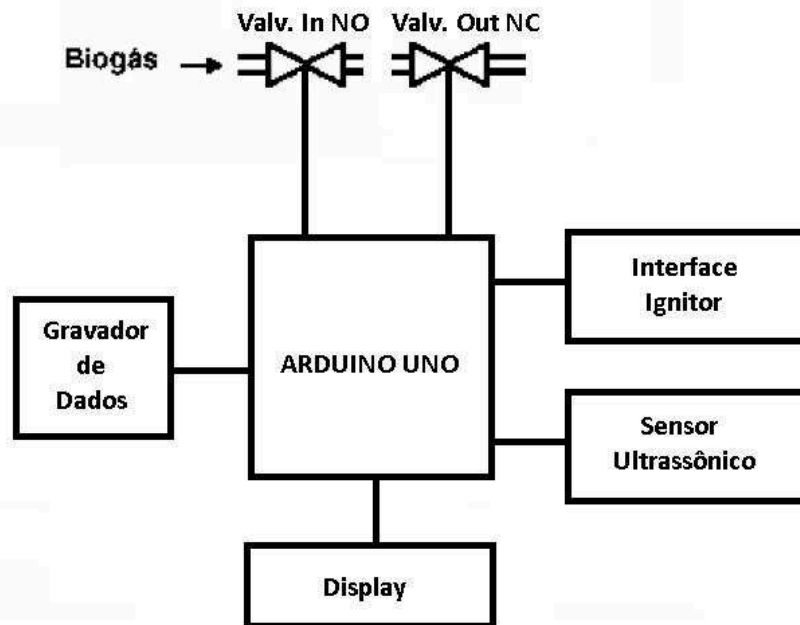 Valv. In NO
Valv. Out NC
Biogás
Interface
Ignitor
Gravador
de
Dados
ARDUINO UNO
Sensor
Ultrassônico
Display